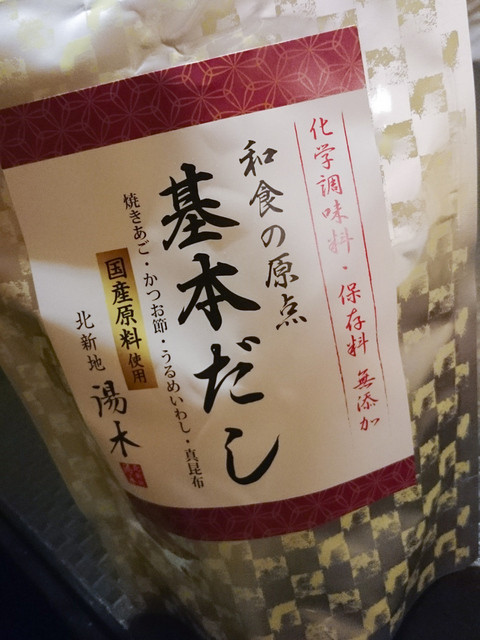 化学調味料・保存料 無添加
和食の原点
基本だし
焼きあご・かつお節・うるめいわし・真昆布
国産原料使用
北新地 湯木